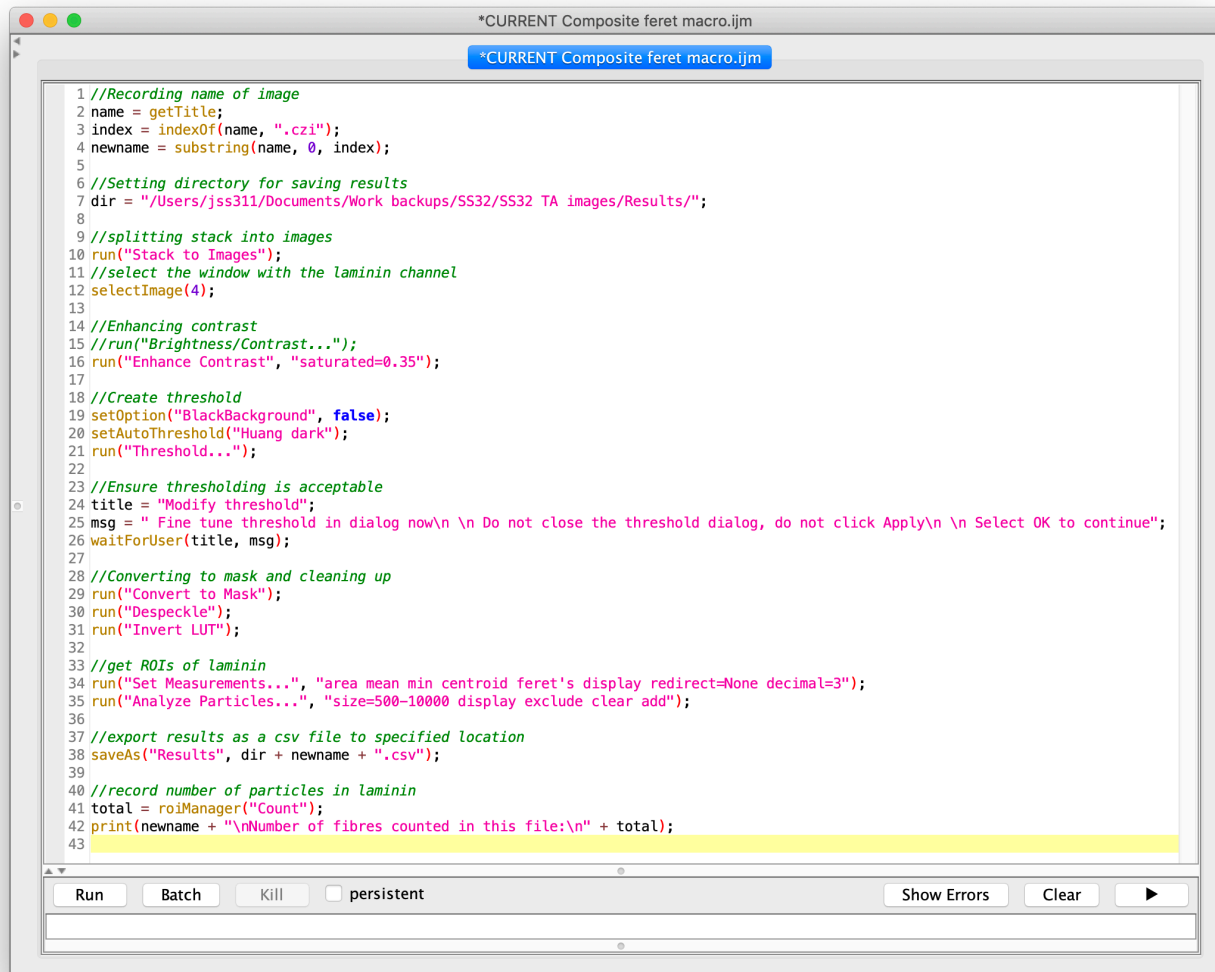 *CURRENT Composite feret macro.ijm
*CURRENT Composite feret macro.ijm
1 //Recording name of image
2 name = getTitle;
3 index = indexOf(name, ".czi");
4 newname = substring(name, 0, index);
5
6 //Setting directory for saving results
7 dir = "/Users/jss311/Documents/Work backups/SS32/SS32 TA images/Results/";
8
9 //splitting stack into images
10 run("Stack to Images");
11 //select the window with the laminin channel
12 selectImage(4);
13
14 //Enhancing contrast
15 //run("Brightness/Contrast...");
16 run("Enhance Contrast", "saturated=0.35");
17
18 //Create threshold
19 setOption("BlackBackground", false);
20 setAutoThreshold("Huang dark");
21 run("Threshold...");
22
23 //Ensure thresholding is acceptable
24 title = "Modify threshold";
25 msg = " Fine tune threshold in dialog now\n \n Do not close the threshold dialog, do not click Apply\n \n Select OK to continue";
26 waitForUser(title, msg);
27
28 //Converting to mask and cleaning up
29 run("Convert to Mask");
30 run("Despeckle");
31 run("Invert LUT");
32
33 //get ROIs of laminin
34 run("Set Measurements...", "area mean min centroid feret's display redirect=None decimal=3");
35 run("Analyze Particles...", "size=500-10000 display exclude clear add");
36
37 //export results as a csv file to specified location
38 saveAs("Results", dir + newname + ".csv");
39
40 //record number of particles in laminin
41 total = roiManager("Count");
42 print(newname + "\nNumber of fibres counted in this file:\n" + total);
43
Run Batch Kill persistent Show Errors Clear